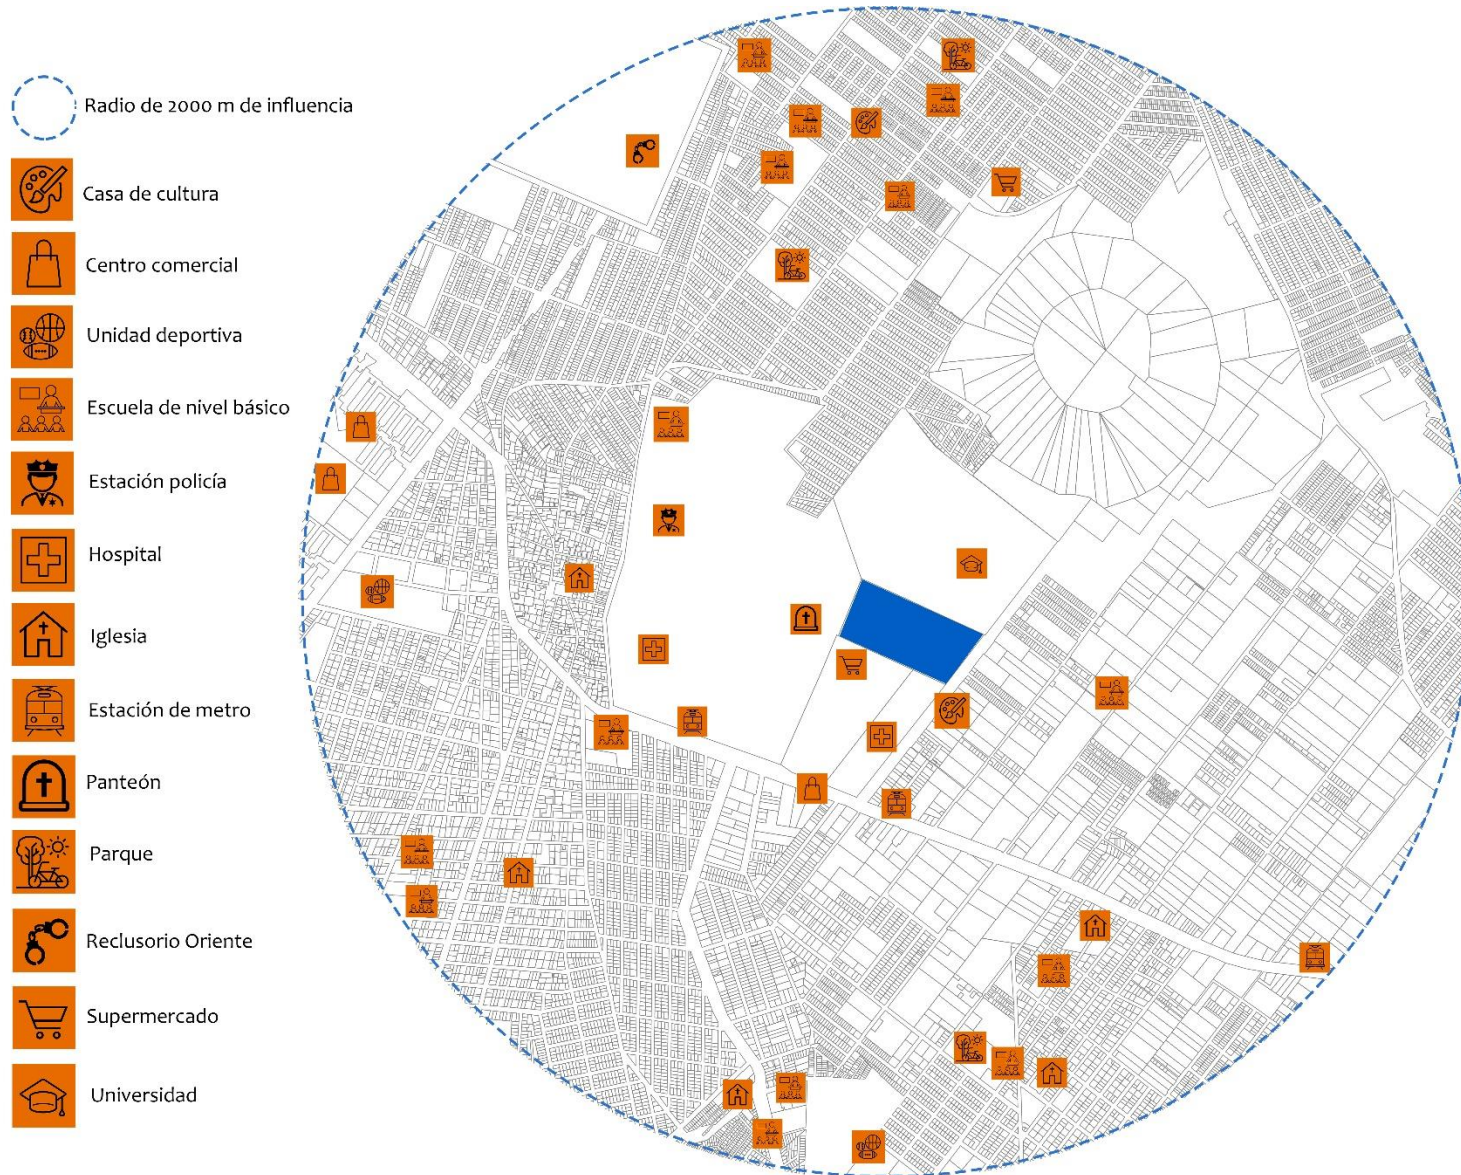 Radio de 2000 m de influencia
Casa de cultura
Centro comercial
Unidad deportiva
Escuela de nivel básico
Estación policía
Hospital
Iglesia
Estación de metro
Panteón
Parque
Reclusorio Oriente
Supermercado
Universidad